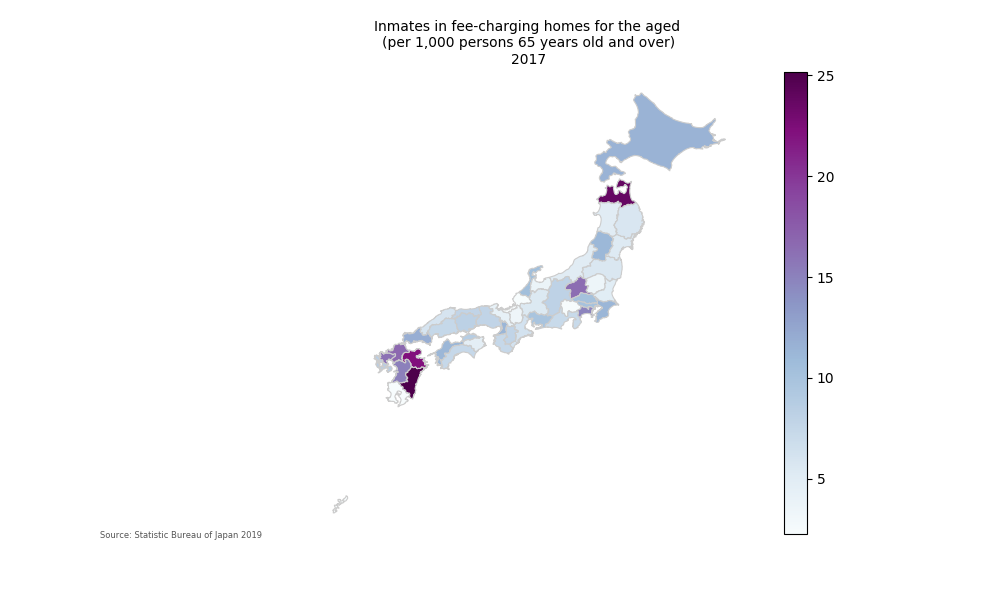 Inmates in fee-charging homes for the aged
(per 1,000 persons 65 years old and over)
2017
25
20
15
10
5
Source: Statistic Bureau of Japan 2019